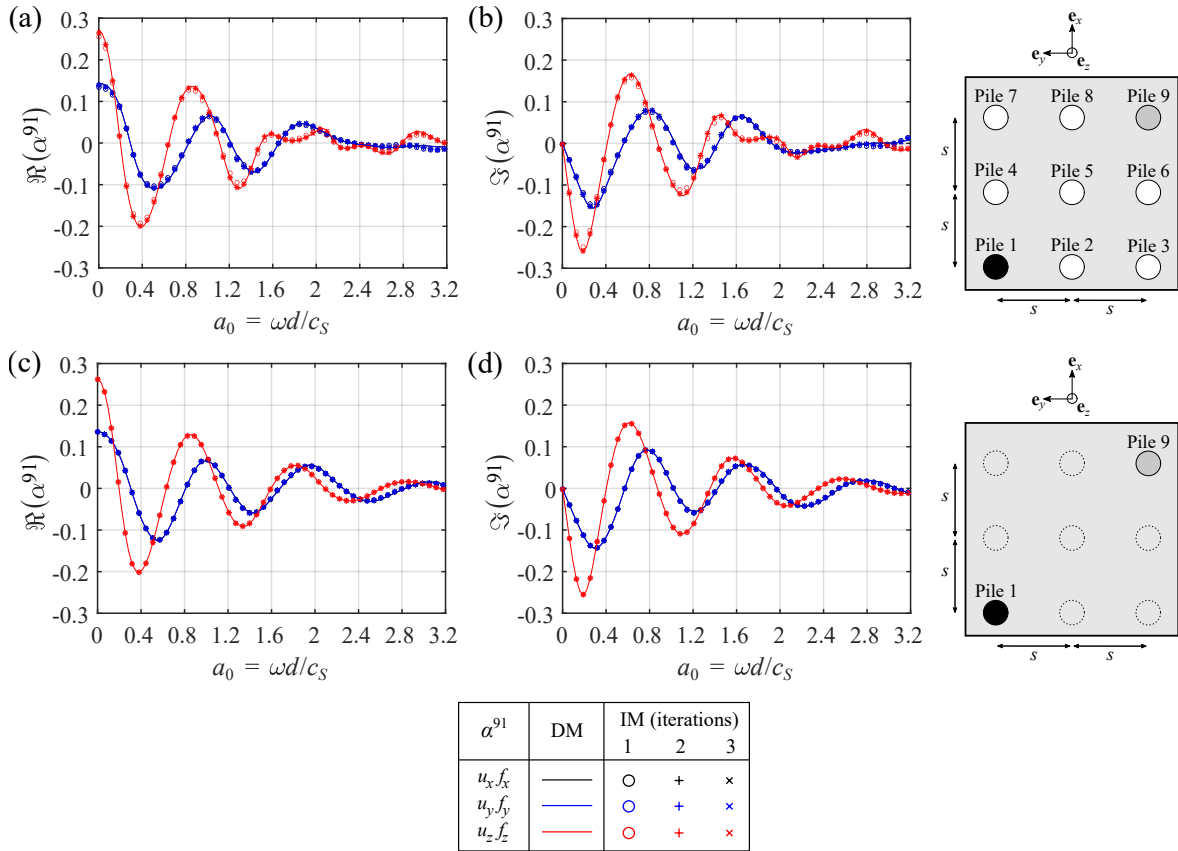 (a)
0.3
0.2
0.1
0
-0.1
-0.2
-0.3
ℜ(α⁹¹)
0 0.4 0.8 1.2 1.6 2 2.4 2.8 3.2
a₀ = ωd/c_S
(b)
0.3
0.2
0.1
0
-0.1
-0.2
-0.3
ℑ(α⁹¹)
0 0.4 0.8 1.2 1.6 2 2.4 2.8 3.2
a₀ = ωd/c_S
e_x
e_y
e_z
Pile 7 Pile 8 Pile 9
s
Pile 4 Pile 5 Pile 6
s
Pile 1 Pile 2 Pile 3
s s
(c)
0.3
0.2
0.1
0
-0.1
-0.2
-0.3
ℜ(α⁹¹)
0 0.4 0.8 1.2 1.6 2 2.4 2.8 3.2
a₀ = ωd/c_S
(d)
0.3
0.2
0.1
0
-0.1
-0.2
-0.3
ℑ(α⁹¹)
0 0.4 0.8 1.2 1.6 2 2.4 2.8 3.2
a₀ = ωd/c_S
e_x
e_y
e_z
Pile 9
s
s
Pile 1
s s
α⁹¹ DM IM (iterations)
1 2 3
u_x f_x
u_y f_y
u_z f_z